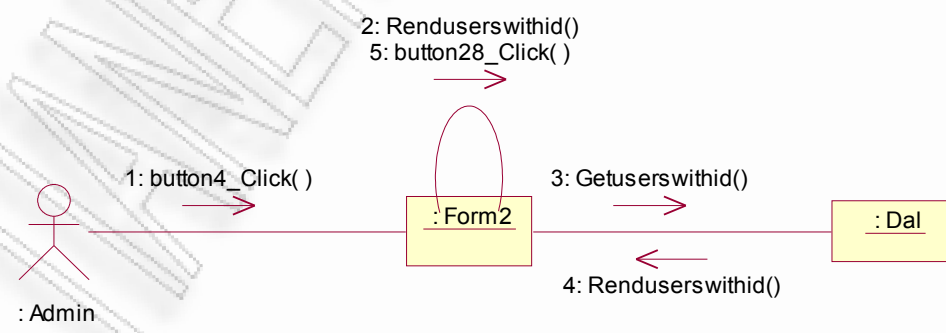 2: Renduserswithid()
5: button28_Click( )
1: button4_Click( )
3: Getuserswithid()
: Form2
: Dal
4: Renduserswithid()
: Admin